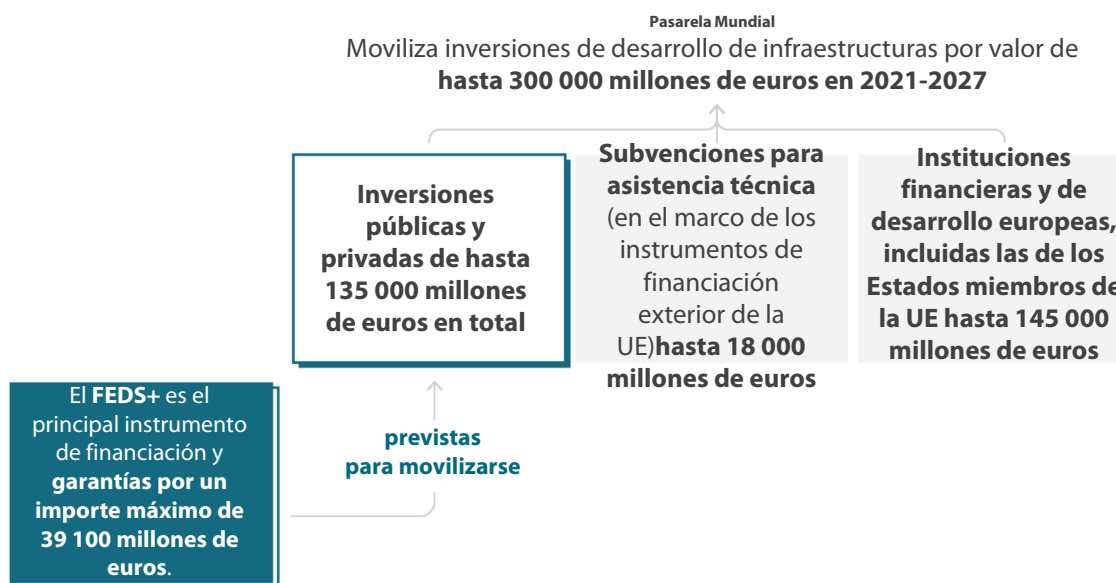 Pasarela Mundial
Moviliza inversiones de desarrollo de infraestructuras por valor de
hasta 300 000 millones de euros en 2021-2027
Inversiones
públicas y
privadas de hasta
135 000 millones
de euros en total
Subvenciones para
asistencia técnica
(en el marco de los
instrumentos de
financiación
exterior de la
UE)hasta 18 000
millones de euros
Instituciones
financieras y de
desarrollo europeas,
incluidas las de los
Estados miembros de
la UE hasta 145 000
millones de euros
El FEDS+ es el
principal instrumento
de financiación y
garantías por un
importe máximo de
39 100 millones de
euros.
previstas
para movilizarse